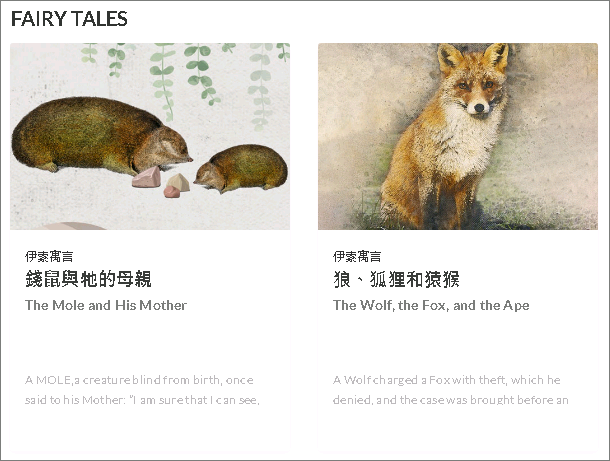 FAIRY TALES
伊索寓言
錢鼠與牠的母親
The Mole and His Mother
A MOLE,a creature blind from birth, once
said to his Mother: “I am sure that I can see,
伊索寓言
狼、狐狸和猿猴
The Wolf, the Fox, and the Ape
A Wolf charged a Fox with theft, which he
denied, and the case was brought before an